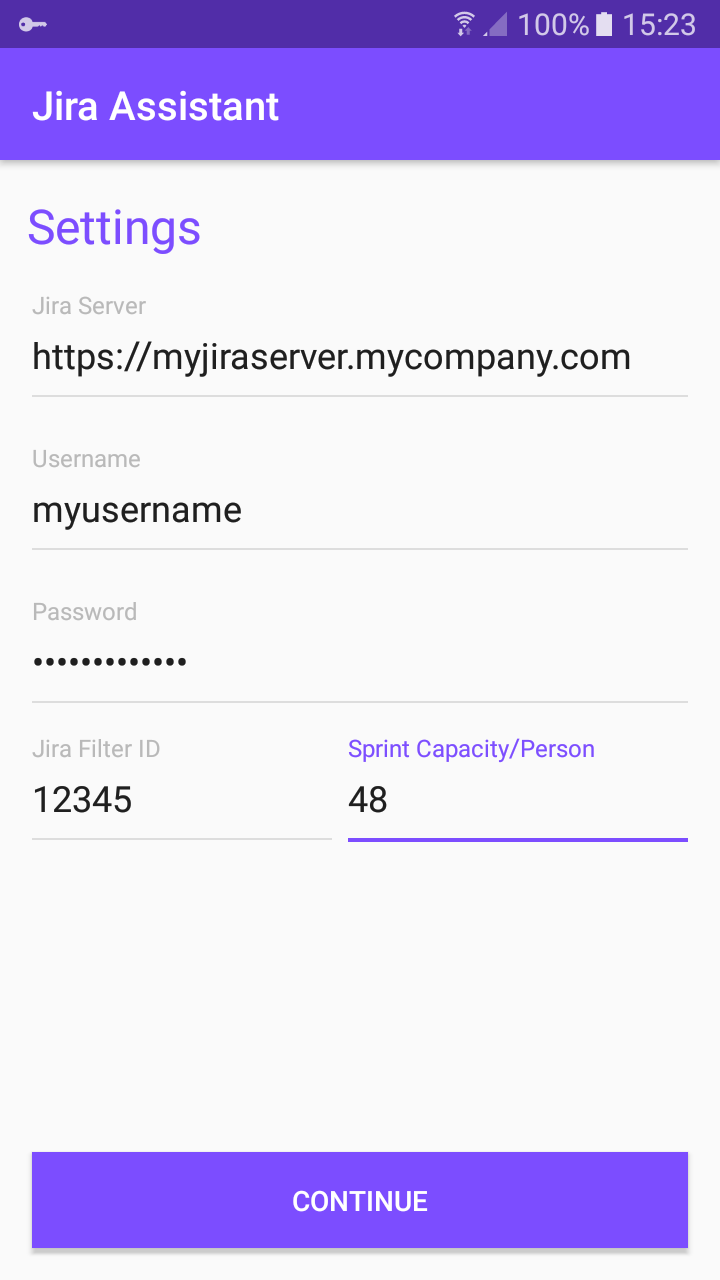 100% 15:23
Jira Assistant
Settings
Jira Server
https://myjiraserver.mycompany.com
Username
myusername
Password
•••••••••••••
Jira Filter ID Sprint Capacity/Person
12345 48
CONTINUE